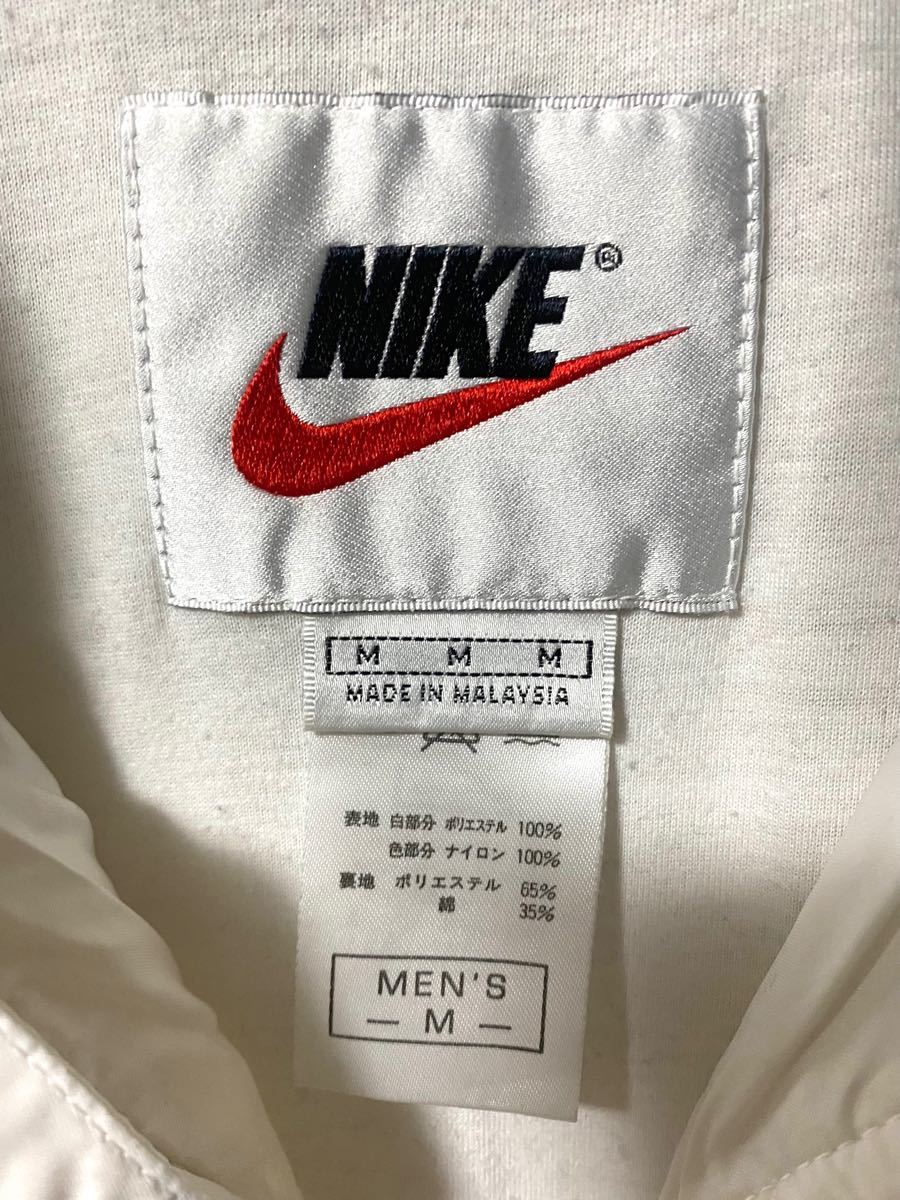 NIKE®
M M M
MADE IN MALAYSIA
表地 白部分 ポリエステル 100%
色部分 ナイロン 100%
裏地 ポリエステル 65%
綿 35%
MEN'S
— M —